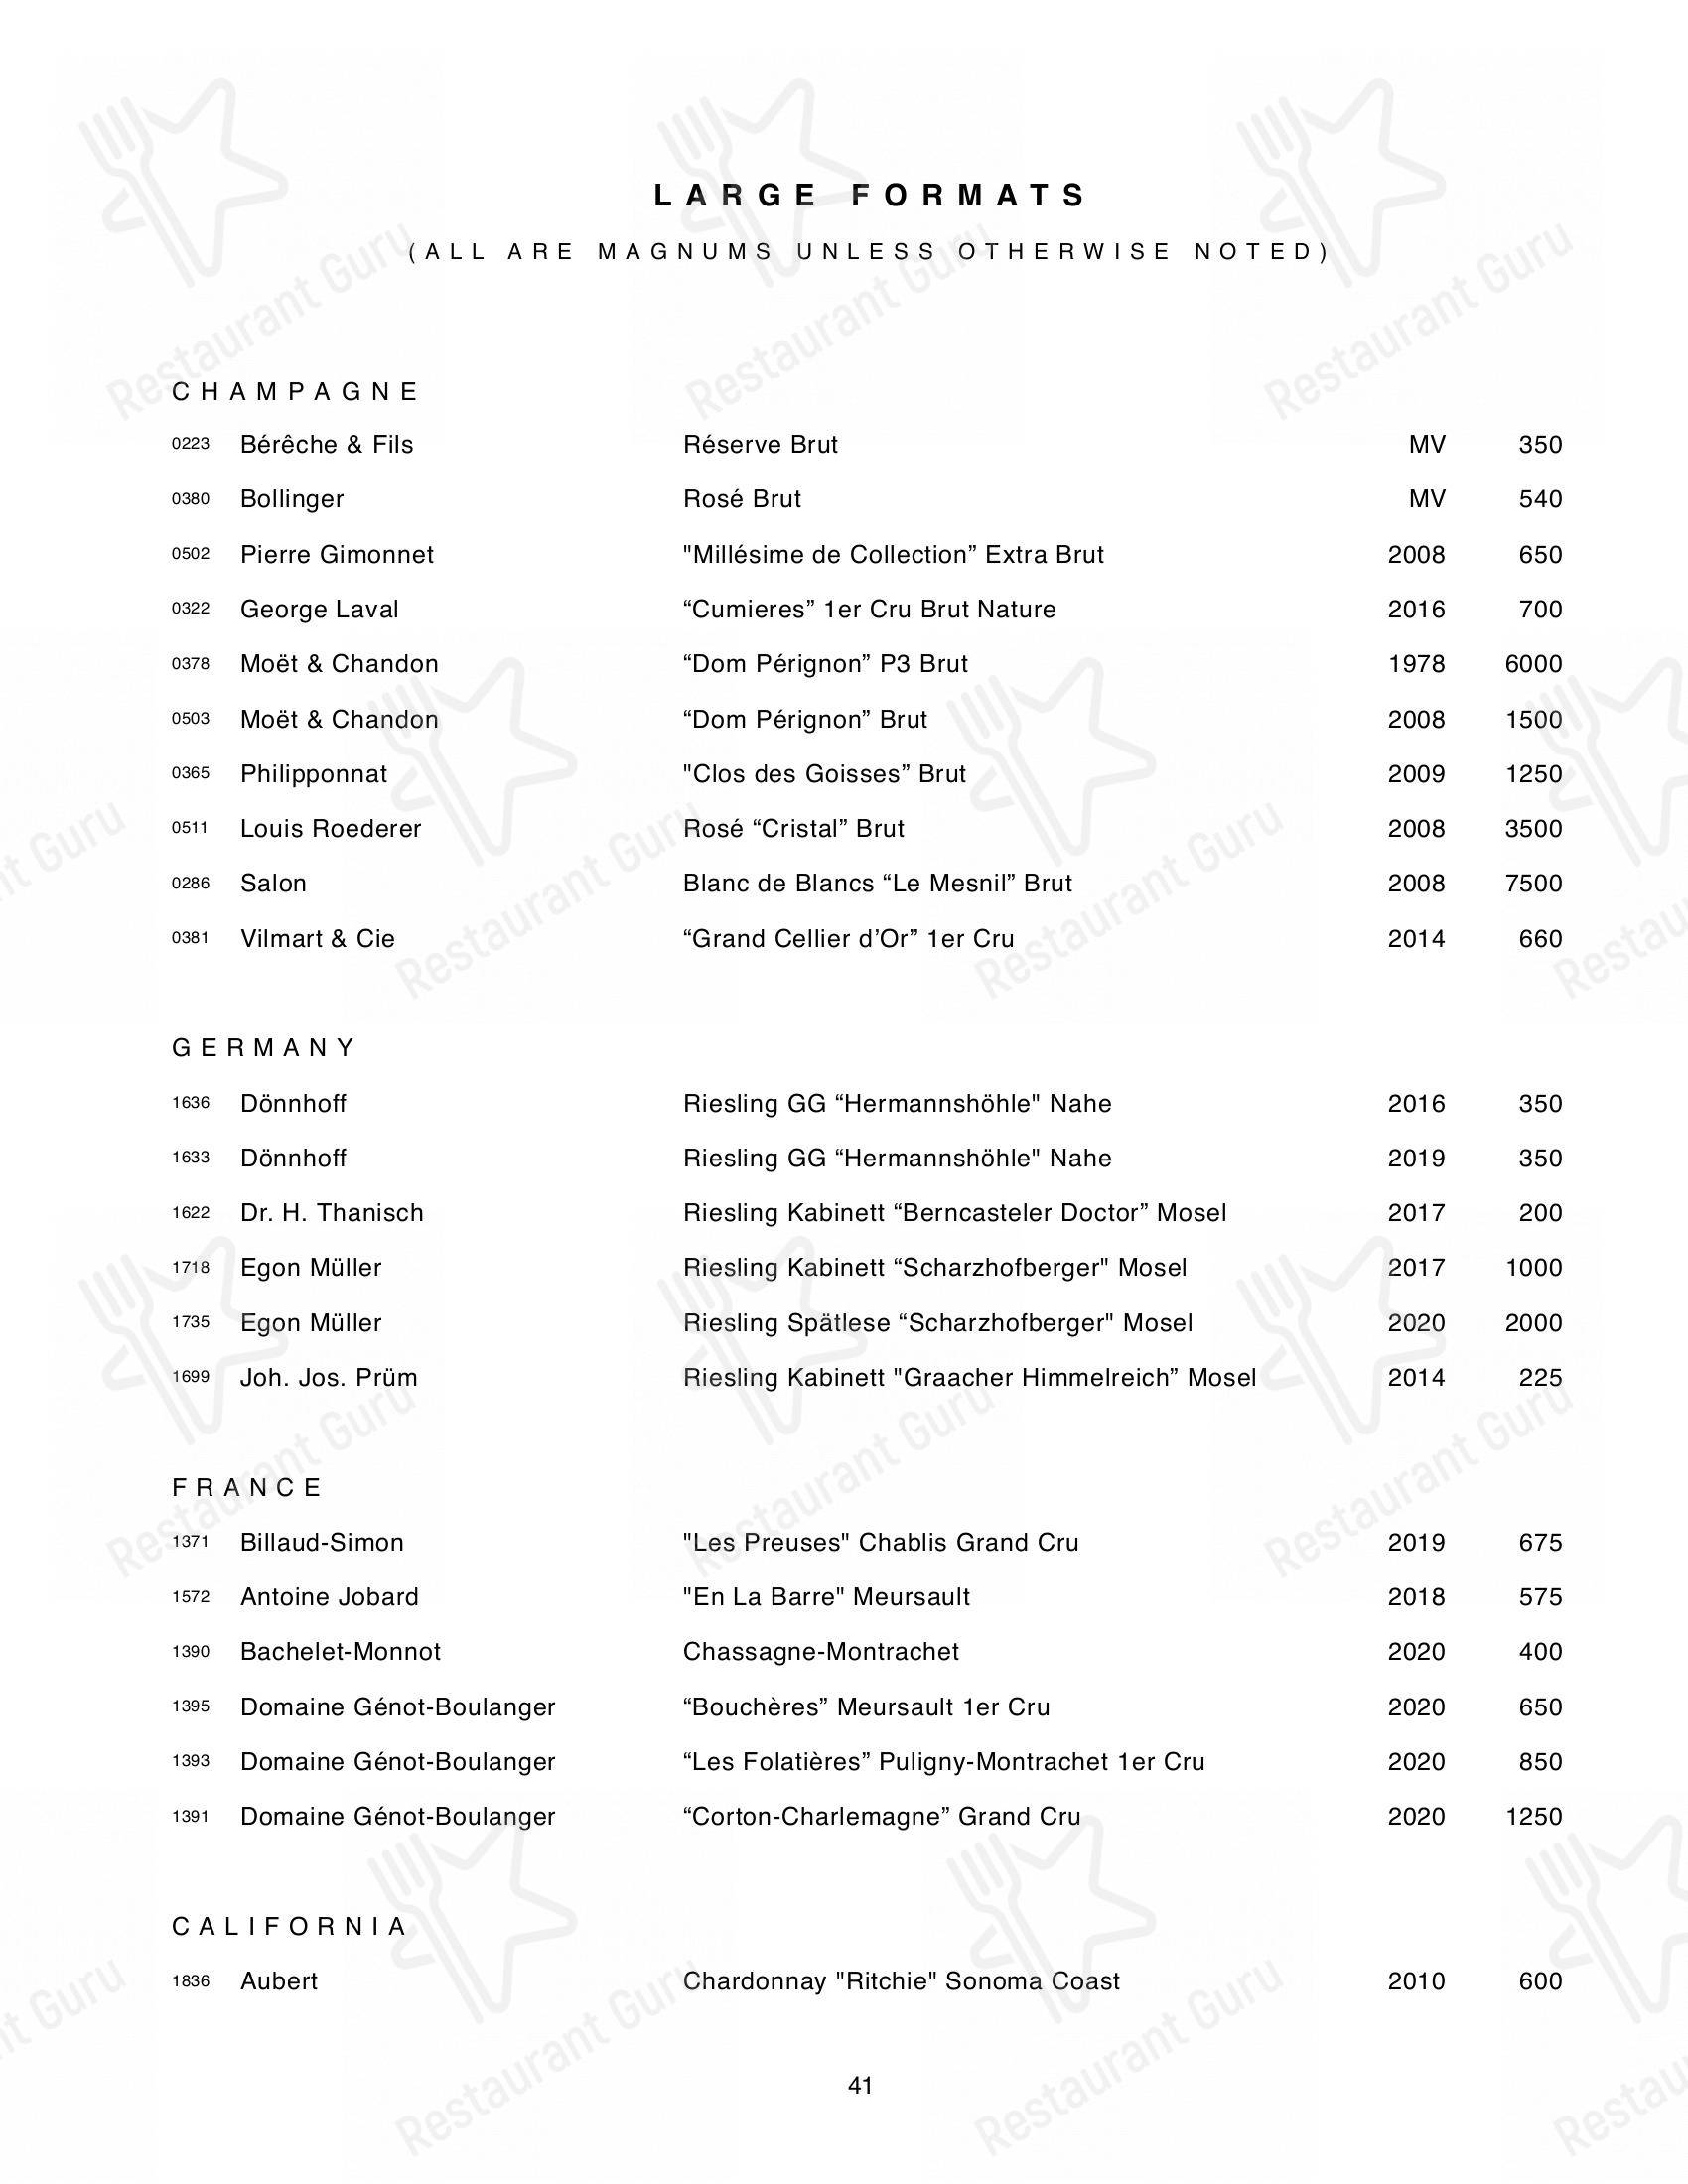 LARGE FORMATS
(ALL ARE MAGNUMS UNLESS OTHERWISE NOTED)
CHAMPAGNE
0223 Bérêche & Fils Réserve Brut MV 350
0380 Bollinger Rosé Brut MV 540
0502 Pierre Gimonnet "Millésime de Collection” Extra Brut 2008 650
0322 George Laval “Cumieres” 1er Cru Brut Nature 2016 700
0378 Moët & Chandon “Dom Pérignon” P3 Brut 1978 6000
0503 Moët & Chandon “Dom Pérignon” Brut 2008 1500
0365 Philipponnat "Clos des Goisses” Brut 2009 1250
0511 Louis Roederer Rosé “Cristal” Brut 2008 3500
0286 Salon Blanc de Blancs “Le Mesnil” Brut 2008 7500
0381 Vilmart & Cie “Grand Cellier d’Or” 1er Cru 2014 660
GERMANY
1636 Dönnhoff Riesling GG “Hermannshöhle" Nahe 2016 350
1633 Dönnhoff Riesling GG “Hermannshöhle" Nahe 2019 350
1622 Dr. H. Thanisch Riesling Kabinett “Berncasteler Doctor” Mosel 2017 200
1718 Egon Müller Riesling Kabinett “Scharzhofberger" Mosel 2017 1000
1735 Egon Müller Riesling Spätlese “Scharzhofberger" Mosel 2020 2000
1699 Joh. Jos. Prüm Riesling Kabinett "Graacher Himmelreich” Mosel 2014 225
FRANCE
1371 Billaud-Simon "Les Preuses" Chablis Grand Cru 2019 675
1572 Antoine Jobard "En La Barre" Meursault 2018 575
1390 Bachelet-Monnot Chassagne-Montrachet 2020 400
1395 Domaine Génot-Boulanger “Bouchères” Meursault 1er Cru 2020 650
1393 Domaine Génot-Boulanger “Les Folatières” Puligny-Montrachet 1er Cru 2020 850
1391 Domaine Génot-Boulanger “Corton-Charlemagne” Grand Cru 2020 1250
CALIFORNIA
1836 Aubert Chardonnay "Ritchie" Sonoma Coast 2010 600
41
Restaurant Guru